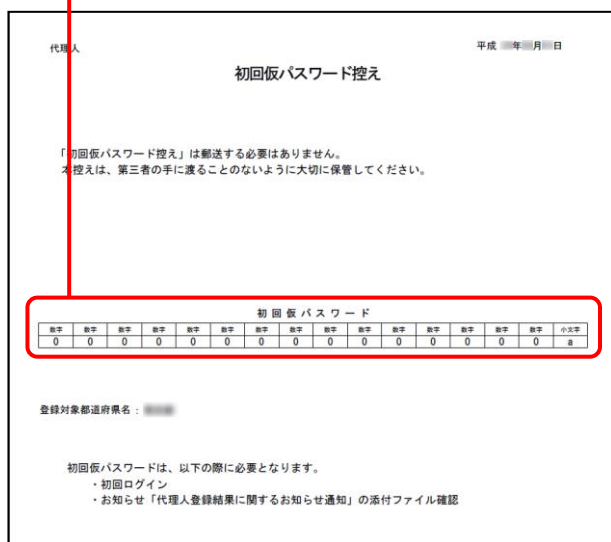 代理人
平成 年 月 日
初回仮パスワード控え
「初回仮パスワード控え」は郵送する必要はありません。
本控えは、第三者の手に渡ることのないように大切に保管してください。
初回仮パスワード
数字 数字 数字 数字 数字 数字 数字 数字 数字 数字 数字 数字 数字 数字 数字 小文字
0 0 0 0 0 0 0 0 0 0 0 0 0 0 0 a
登録対象都道府県名：
初回仮パスワードは、以下の際に必要となります。
・初回ログイン
・お知らせ「代理人登録結果に関するお知らせ通知」の添付ファイル確認